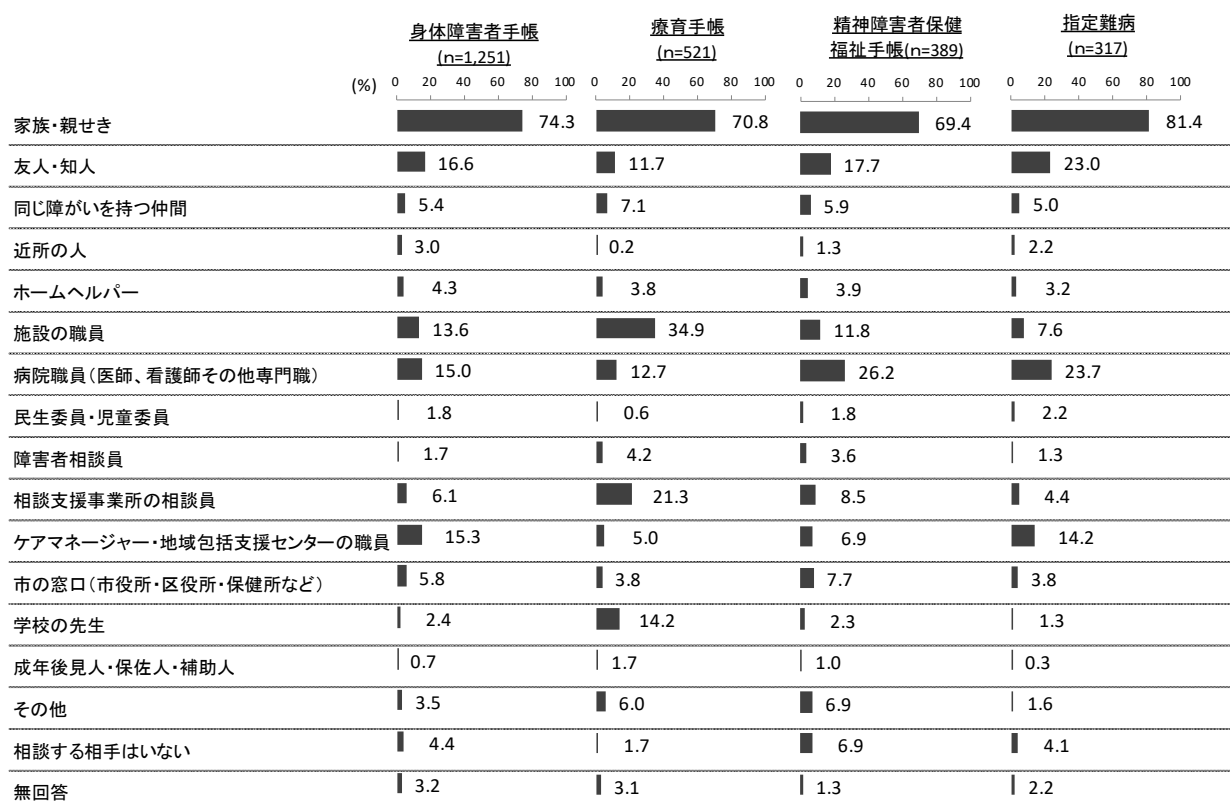 身体障害者手帳 療育手帳 精神障害者保健 指定難病
(n=1,251) (n=521) 福祉手帳(n=389) (n=317)
(%) 0 20 40 60 80 100 0 20 40 60 80 100 0 20 40 60 80 100 0 20 40 60 80 100
家族・親せき 74.3 70.8 69.4 81.4
友人・知人 16.6 11.7 17.7 23.0
同じ障がいを持つ仲間 5.4 7.1 5.9 5.0
近所の人 3.0 0.2 1.3 2.2
ホームヘルパー 4.3 3.8 3.9 3.2
施設の職員 13.6 34.9 11.8 7.6
病院職員(医師、看護師その他専門職) 15.0 12.7 26.2 23.7
民生委員・児童委員 1.8 0.6 1.8 2.2
障害者相談員 1.7 4.2 3.6 1.3
相談支援事業所の相談員 6.1 21.3 8.5 4.4
ケアマネージャー・地域包括支援センターの職員 15.3 5.0 6.9 14.2
市の窓口(市役所・区役所・保健所など) 5.8 3.8 7.7 3.8
学校の先生 2.4 14.2 2.3 1.3
成年後見人・保佐人・補助人 0.7 1.7 1.0 0.3
その他 3.5 6.0 6.9 1.6
相談する相手はいない 4.4 1.7 6.9 4.1
無回答 3.2 3.1 1.3 2.2